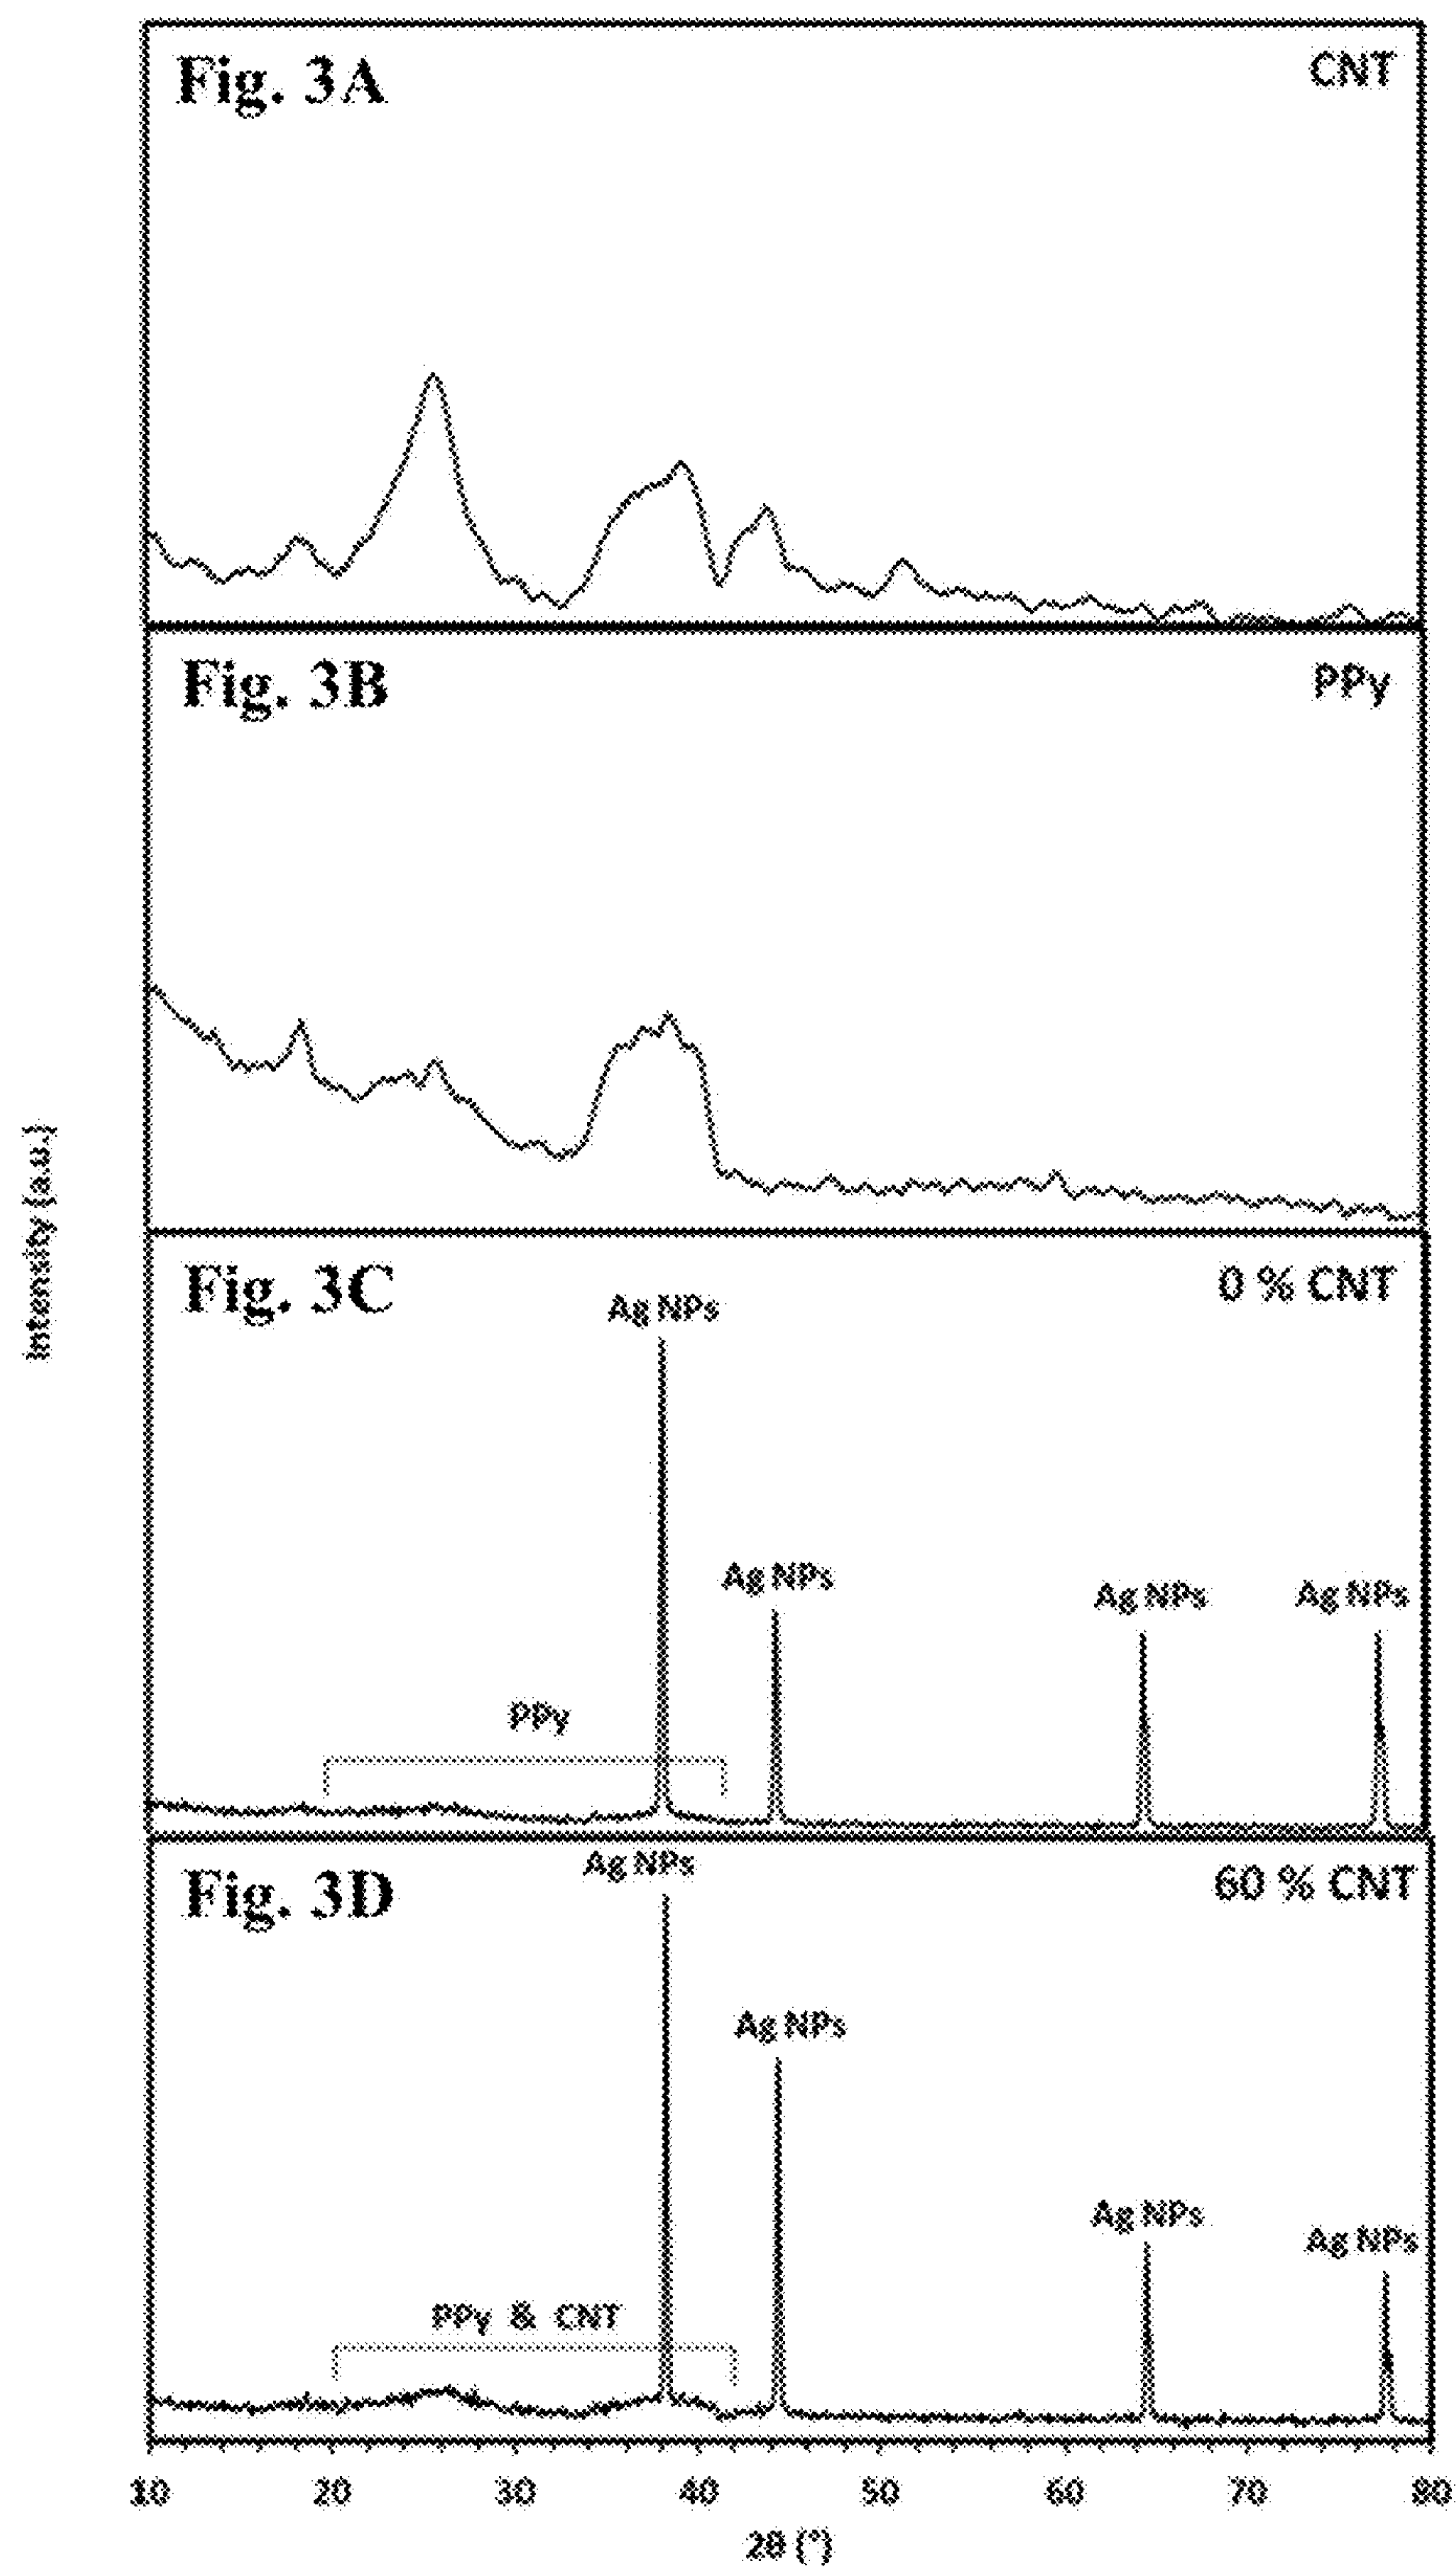 Fig. 3A
CNT
Fig. 3B
PPy
Intensity (a.u.)
Fig. 3C
0 % CNT
Ag NPs
Ag NPs
Ag NPs
Ag NPs
PPy
Fig. 3D
Ag NPs
60 % CNT
Ag NPs
Ag NPs
Ag NPs
PPy & CNT
10 20 30 40 50 60 70 80
2θ (°)